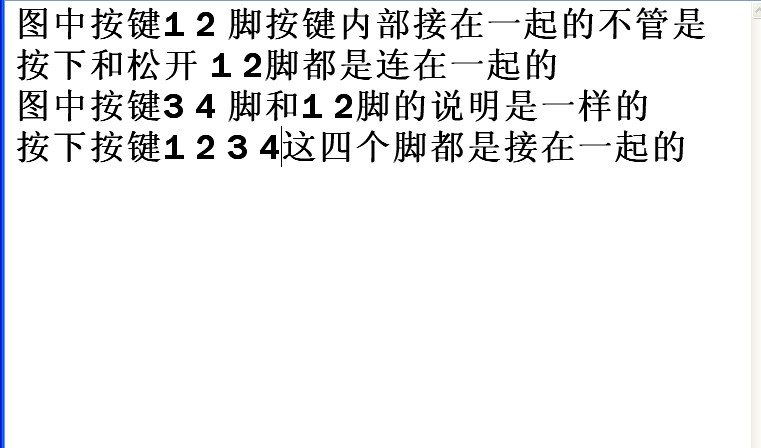 图中按键1 2 脚按键内部接在一起的不管是
按下和松开 1 2脚都是连在一起的
图中按键3 4 脚和1 2脚的说明是一样的
按下按键1 2 3 4这四个脚都是接在一起的